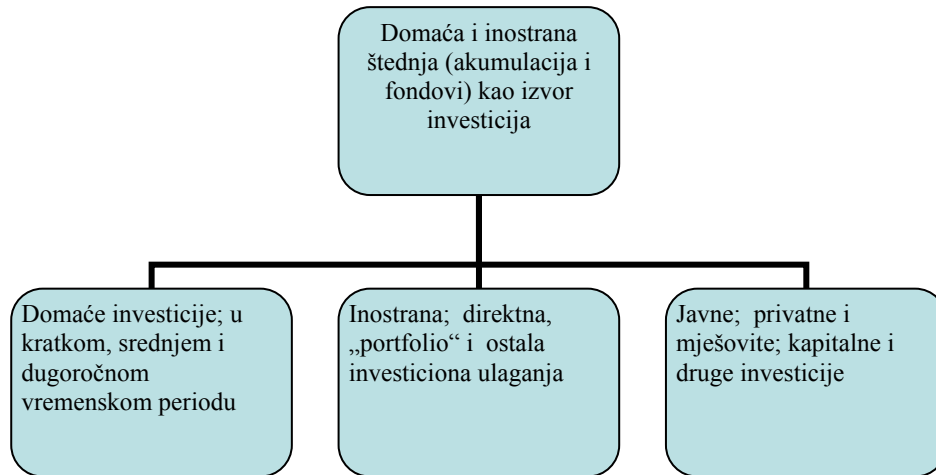 Domaća i inostrana
štednja (akumulacija i
fondovi) kao izvor
investicija
Domaće investicije; u
kratkom, srednjem i
dugoročnom
vremenskom periodu
Inostrana;  direktna,
„portfolio“ i  ostala
investiciona ulaganja
Javne;  privatne i
mješovite; kapitalne i
druge investicije